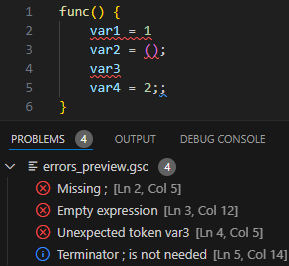 1 func() {
2 var1 = 1
3 var2 = ();
4 var3
5 var4 = 2;;
6 }
PROBLEMS 4 OUTPUT DEBUG CONSOLE
errors_preview.gsc 4
Missing ; [Ln 2, Col 5]
Empty expression [Ln 3, Col 12]
Unexpected token var3 [Ln 4, Col 5]
Terminator ; is not needed [Ln 5, Col 14]